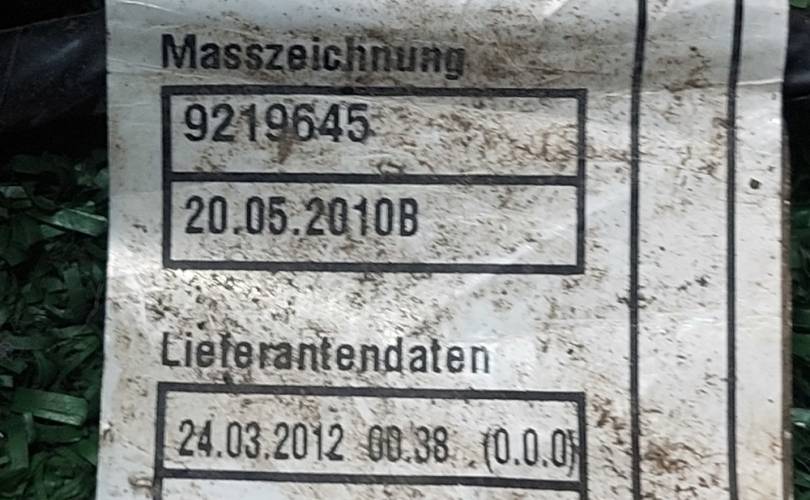 Masszeichnung
9219645
20.05.2010B
Lieferantendaten
24.03.2012 00.38 (0.0.0)